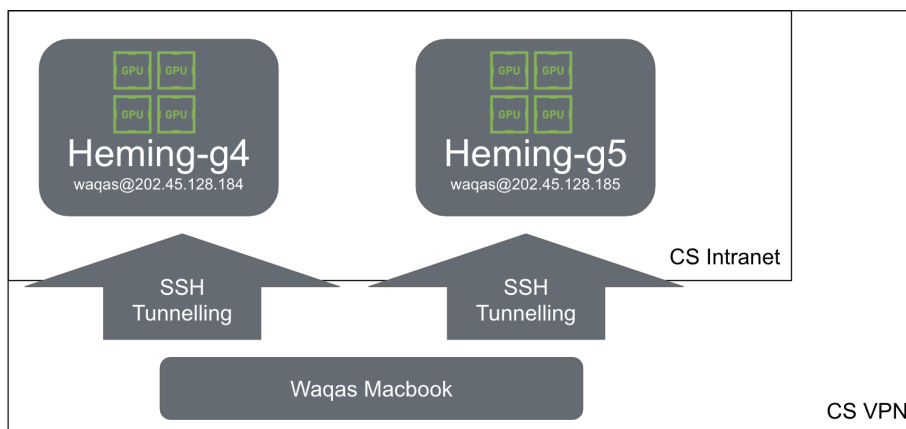 GPU GPU
GPU GPU
Heming-g4
waqas@202.45.128.184
GPU GPU
GPU GPU
Heming-g5
waqas@202.45.128.185
CS Intranet
SSH
Tunnelling
SSH
Tunnelling
Waqas Macbook
CS VPN